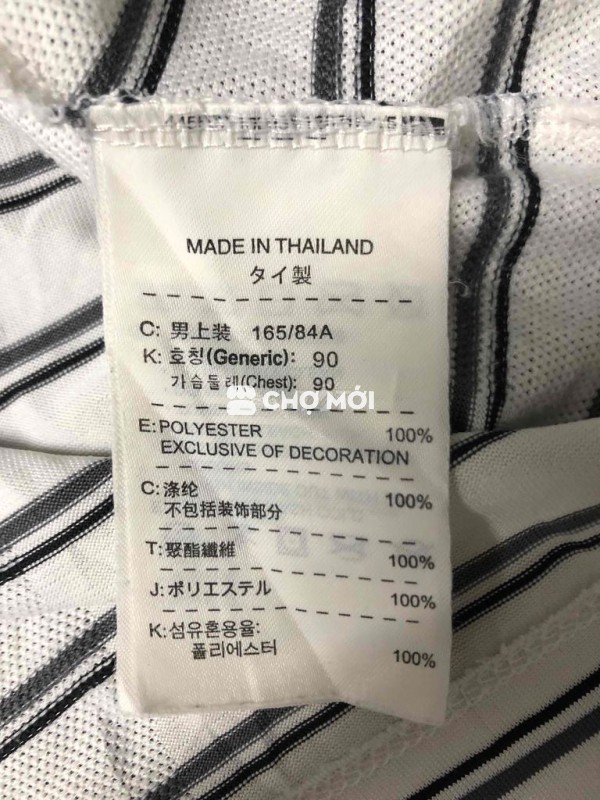 MADE IN THAILAND
タイ製
C: 男上装 165/84A
K: 호칭(Generic): 90
가슴둘레(Chest): 90
CHỢ MỚI
E: POLYESTER 100%
EXCLUSIVE OF DECORATION
C: 涤纶 100%
不包括装饰部分
T: 聚酯纖維 100%
J: ポリエステル 100%
K: 섬유혼용율:
폴리에스터 100%